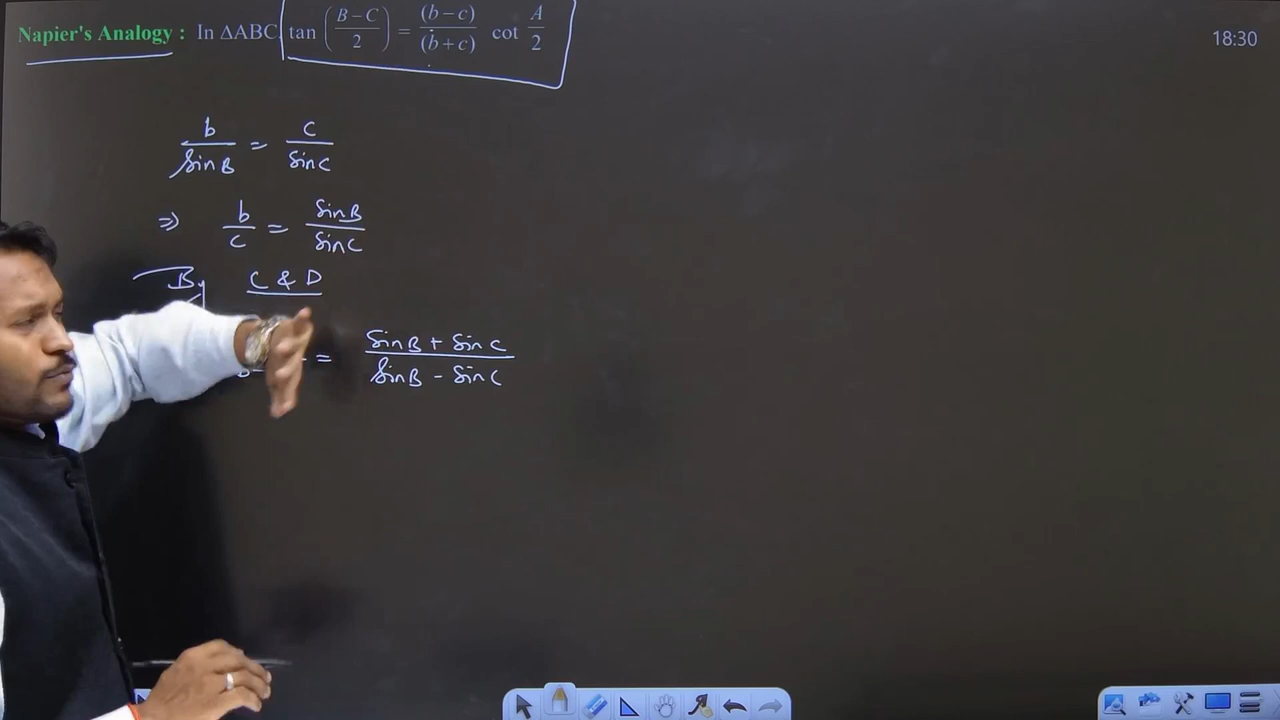 Napier's Analogy : In ΔABC, tan ((B−C)/2) = (b−c)/(b+c) cot A/2
18:30
b/SinB = c/SinC
⇒ b/c = SinB/SinC
By C & D
= (SinB + SinC)/(SinB − SinC)